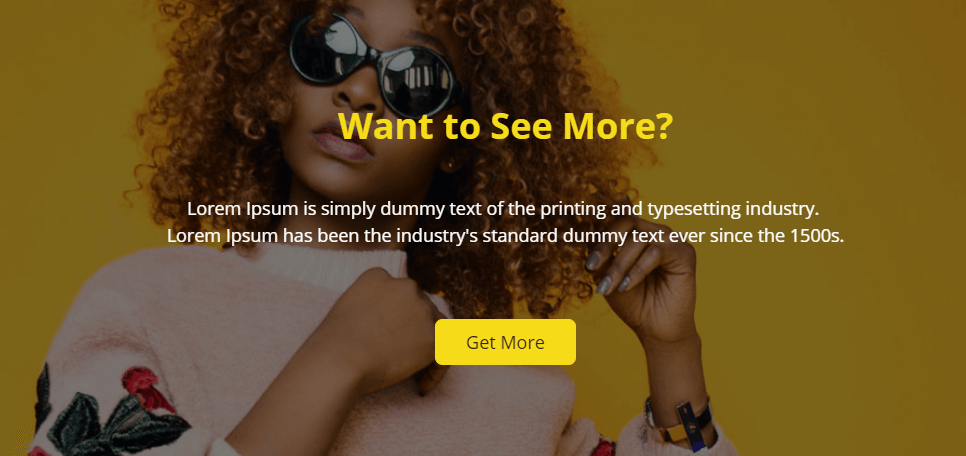 Want to See More?
Lorem Ipsum is simply dummy text of the printing and typesetting industry.
Lorem Ipsum has been the industry's standard dummy text ever since the 1500s.
Get More